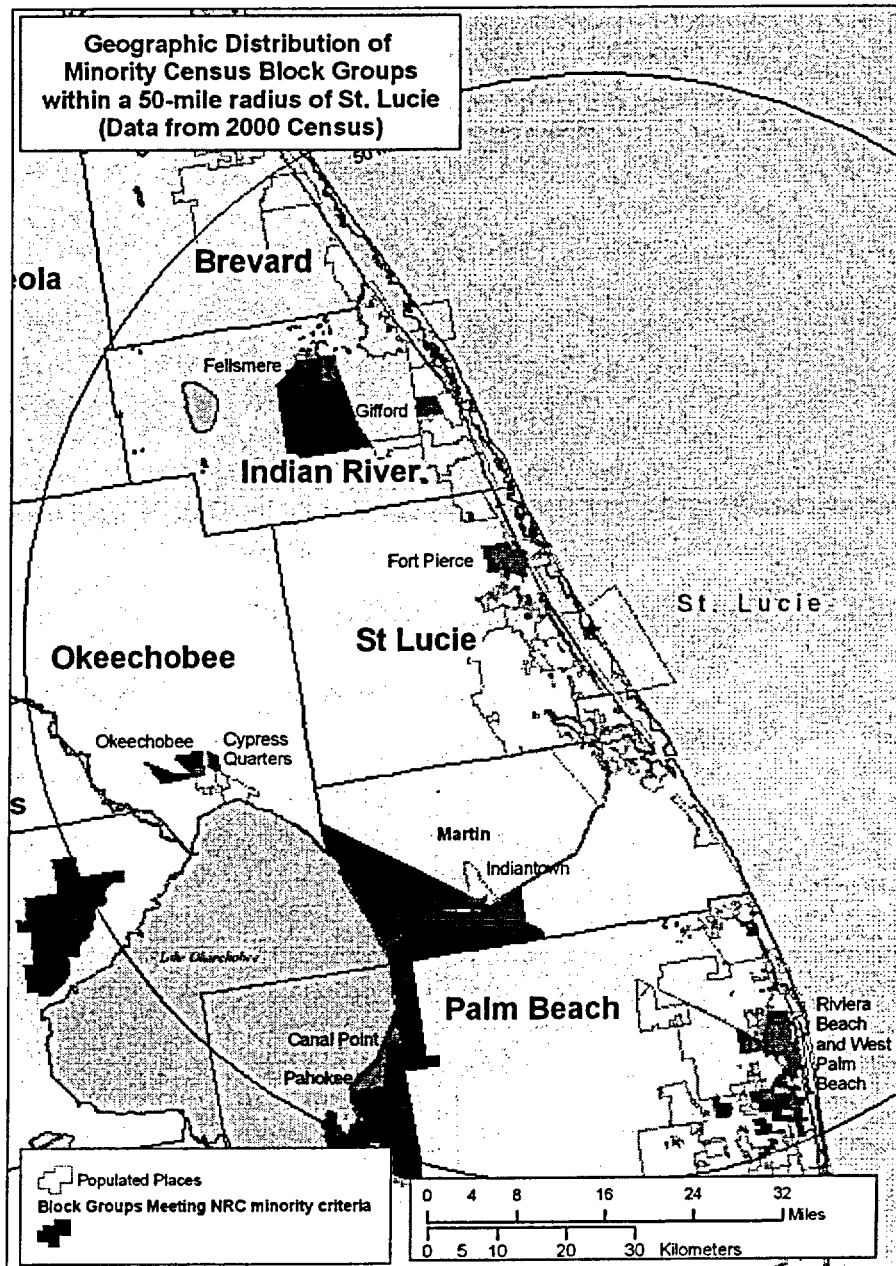 Geographic Distribution of
Minority Census Block Groups
within a 50-mile radius of St. Lucie
(Data from 2000 Census)
50
Brevard
eola
Fellsmere
Gifford
Indian River
Fort Pierce
St. Lucie
St Lucie
Okeechobee
Okeechobee
Cypress
Quarters
s
Martin
Indiantown
Lake Okeechobee
Palm Beach
Canal Point
Pahokee
Riviera
Beach
and West
Palm
Beach
Populated Places
Block Groups Meeting NRC minority criteria
0 4 8 16 24 32
Miles
0 5 10 20 30 Kilometers